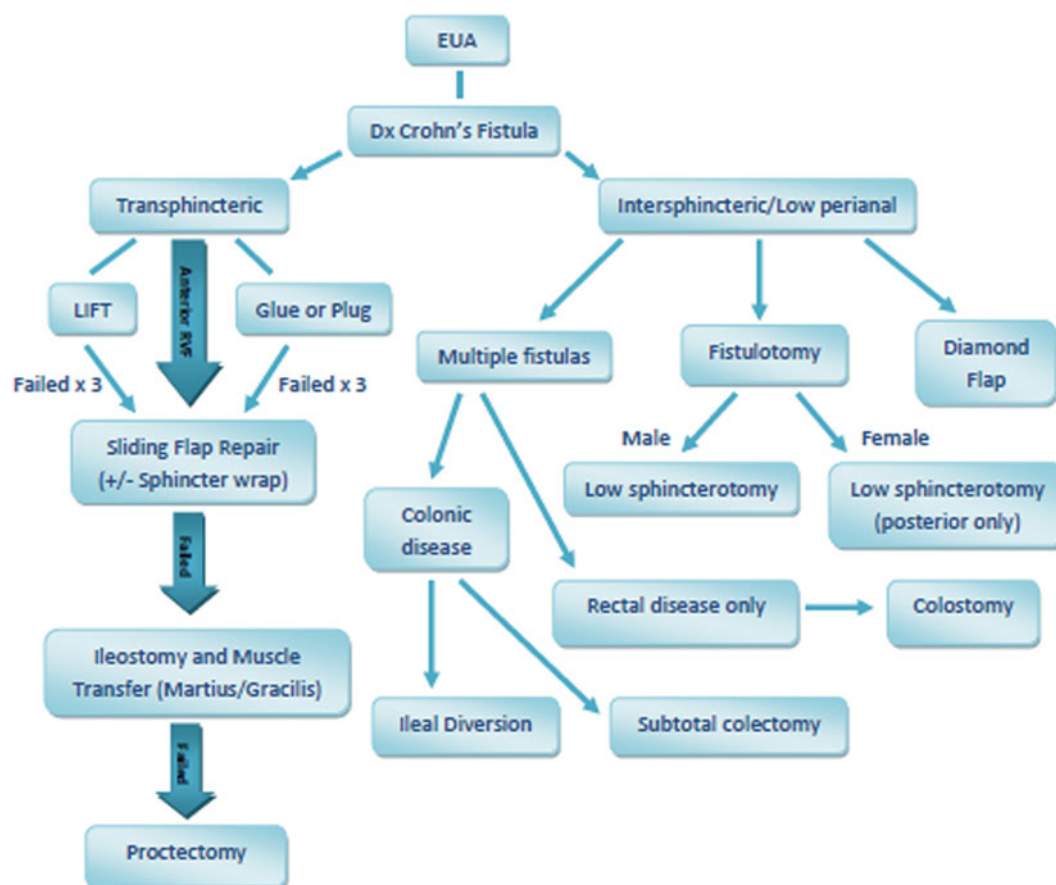 EUA
Dx Crohn's Fistula
Transphincteric
Intersphincteric/Low perianal
Anterior RVF
LIFT
Glue or Plug
Multiple fistulas
Fistulotomy
Diamond
Flap
Failed x 3
Failed x 3
Male
Female
Sliding Flap Repair
(+/- Sphincter wrap)
Low sphincterotomy
Low sphincterotomy
(posterior only)
Colonic
disease
Failed
Rectal disease only
Colostomy
Ileostomy and Muscle
Transfer (Martius/Gracilis)
Ileal Diversion
Subtotal colectomy
Failed
Proctectomy